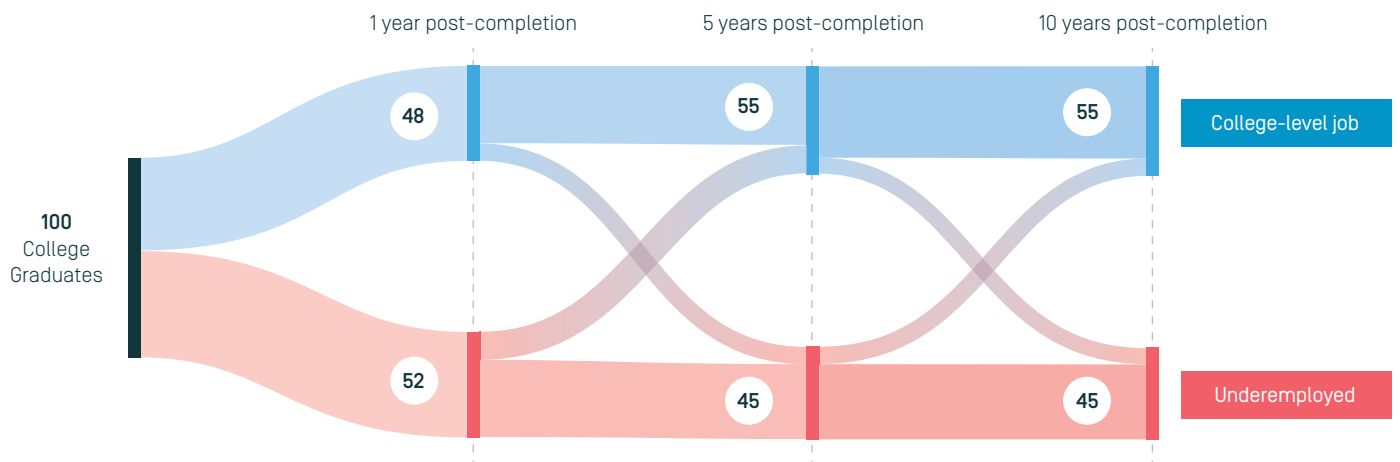 1 year post-completion
5 years post-completion
10 years post-completion
48
55
55
College-level job
100
College
Graduates
52
45
45
Underemployed